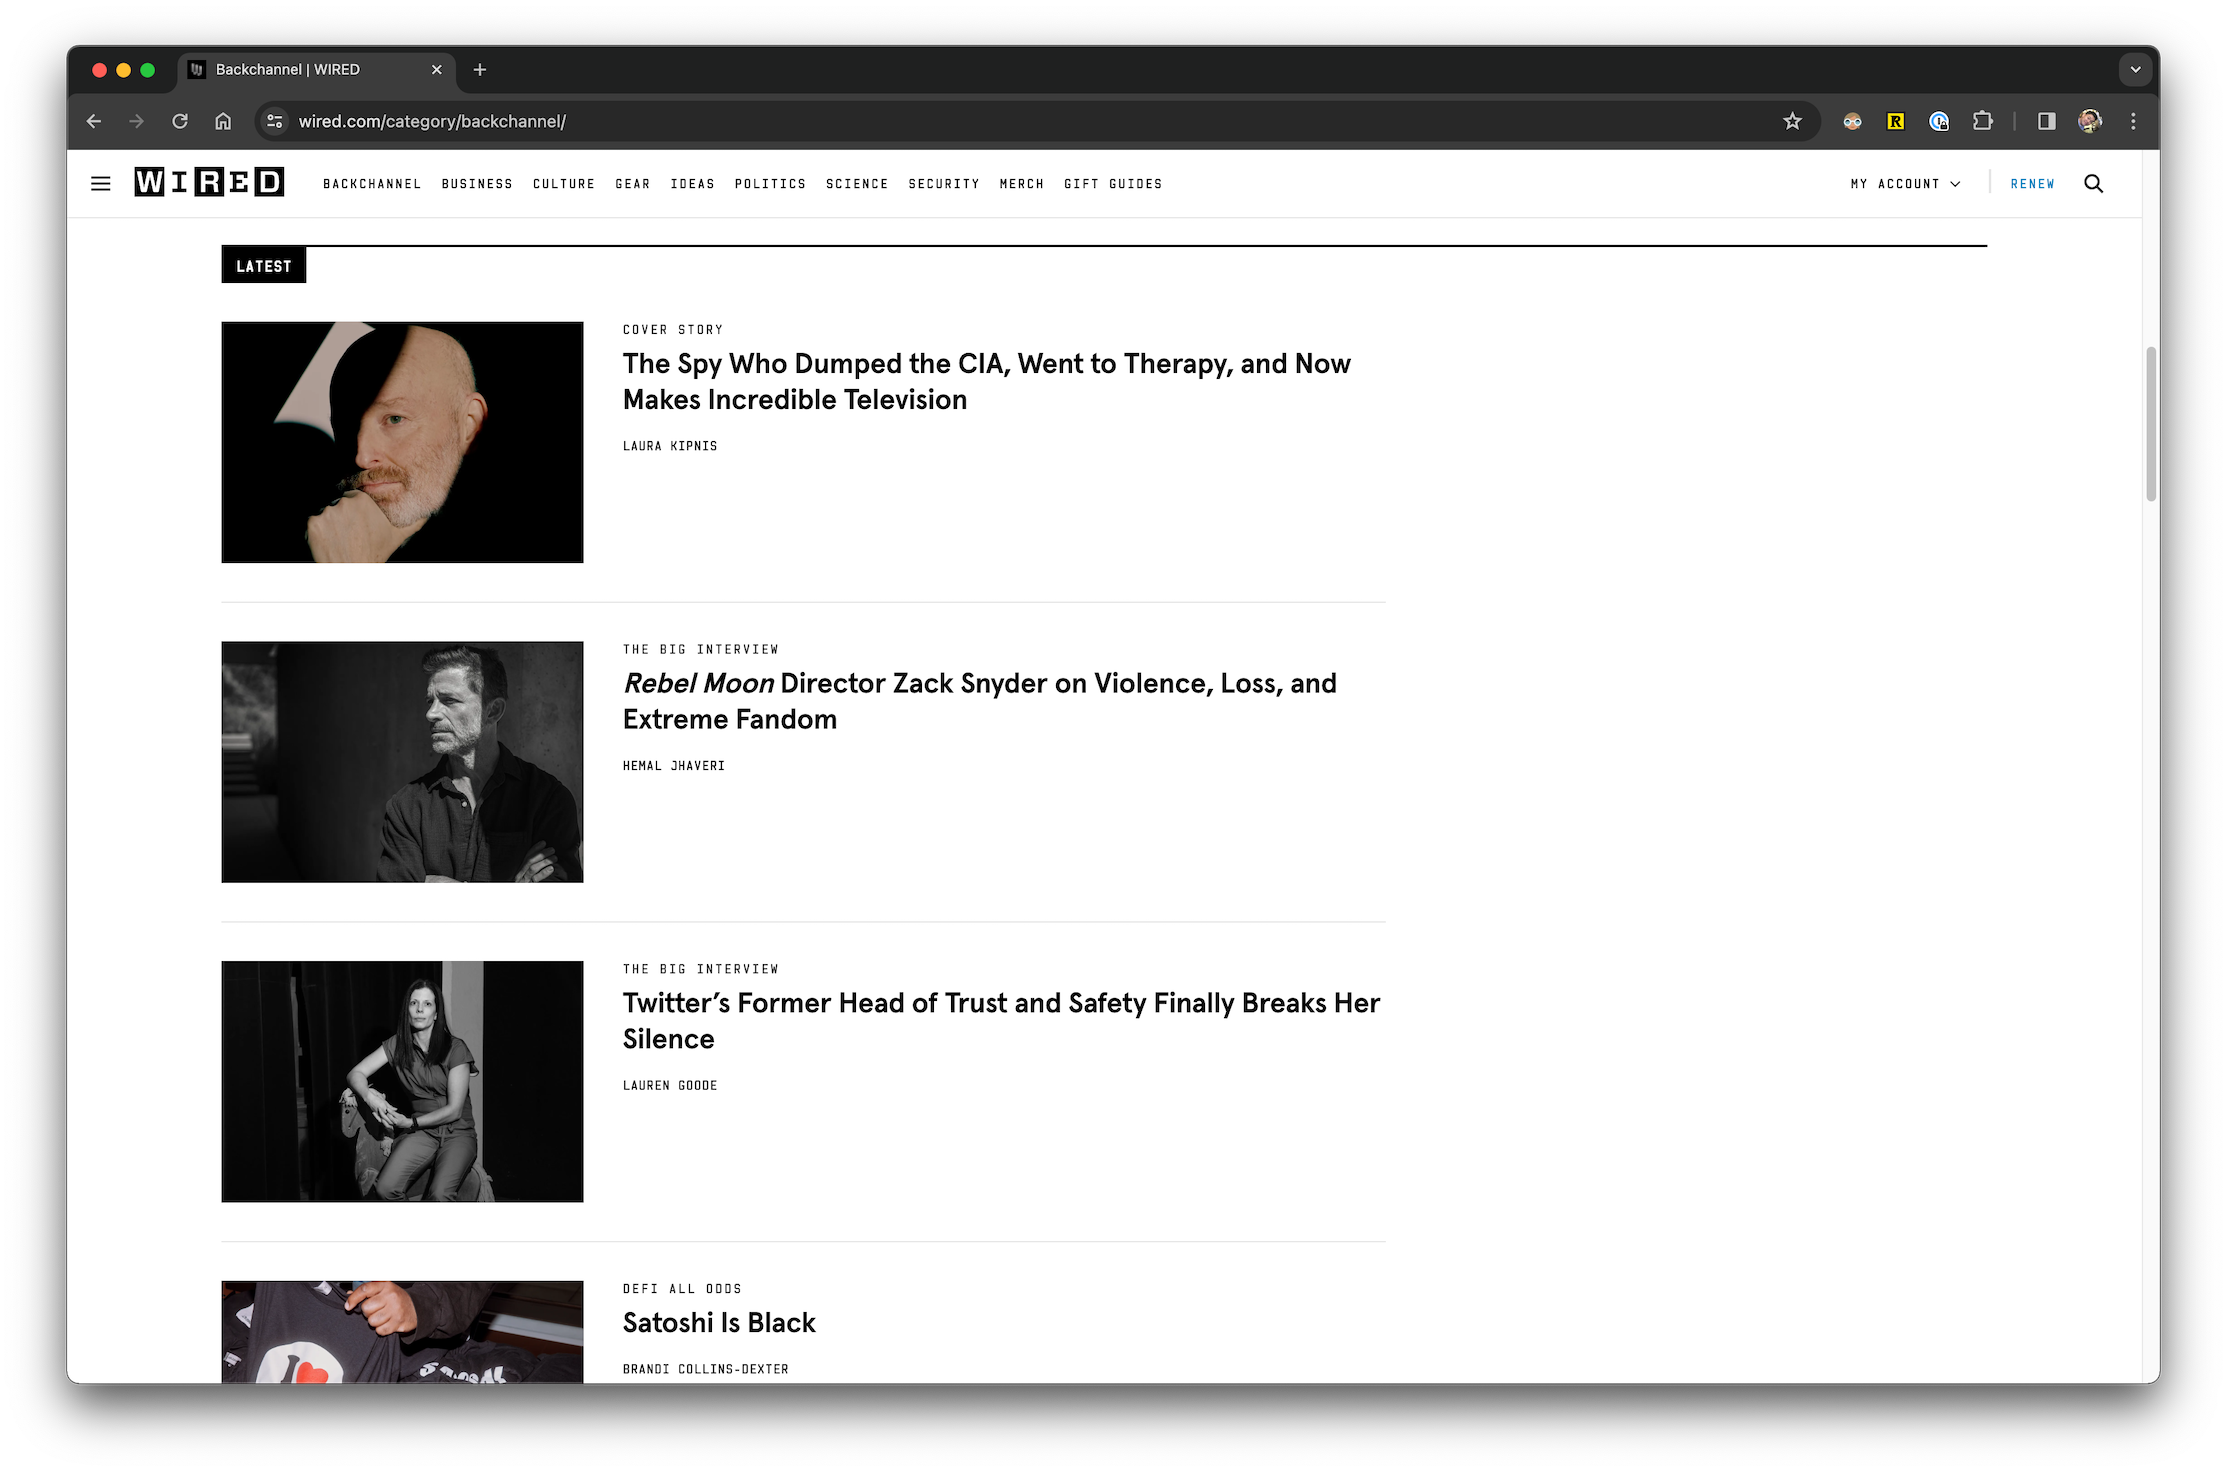 Backchannel | WIRED
wired.com/category/backchannel/
R
WIRED
BACKCHANNEL BUSINESS CULTURE GEAR IDEAS POLITICS SCIENCE SECURITY MERCH GIFT GUIDES
MY ACCOUNT
RENEW
LATEST
COVER STORY
The Spy Who Dumped the CIA, Went to Therapy, and Now
Makes Incredible Television
LAURA KIPNIS
THE BIG INTERVIEW
Rebel Moon Director Zack Snyder on Violence, Loss, and
Extreme Fandom
HEMAL JHAVERI
THE BIG INTERVIEW
Twitter’s Former Head of Trust and Safety Finally Breaks Her
Silence
LAUREN GOODE
DEFI ALL ODDS
Satoshi Is Black
BRANDI COLLINS-DEXTER
I